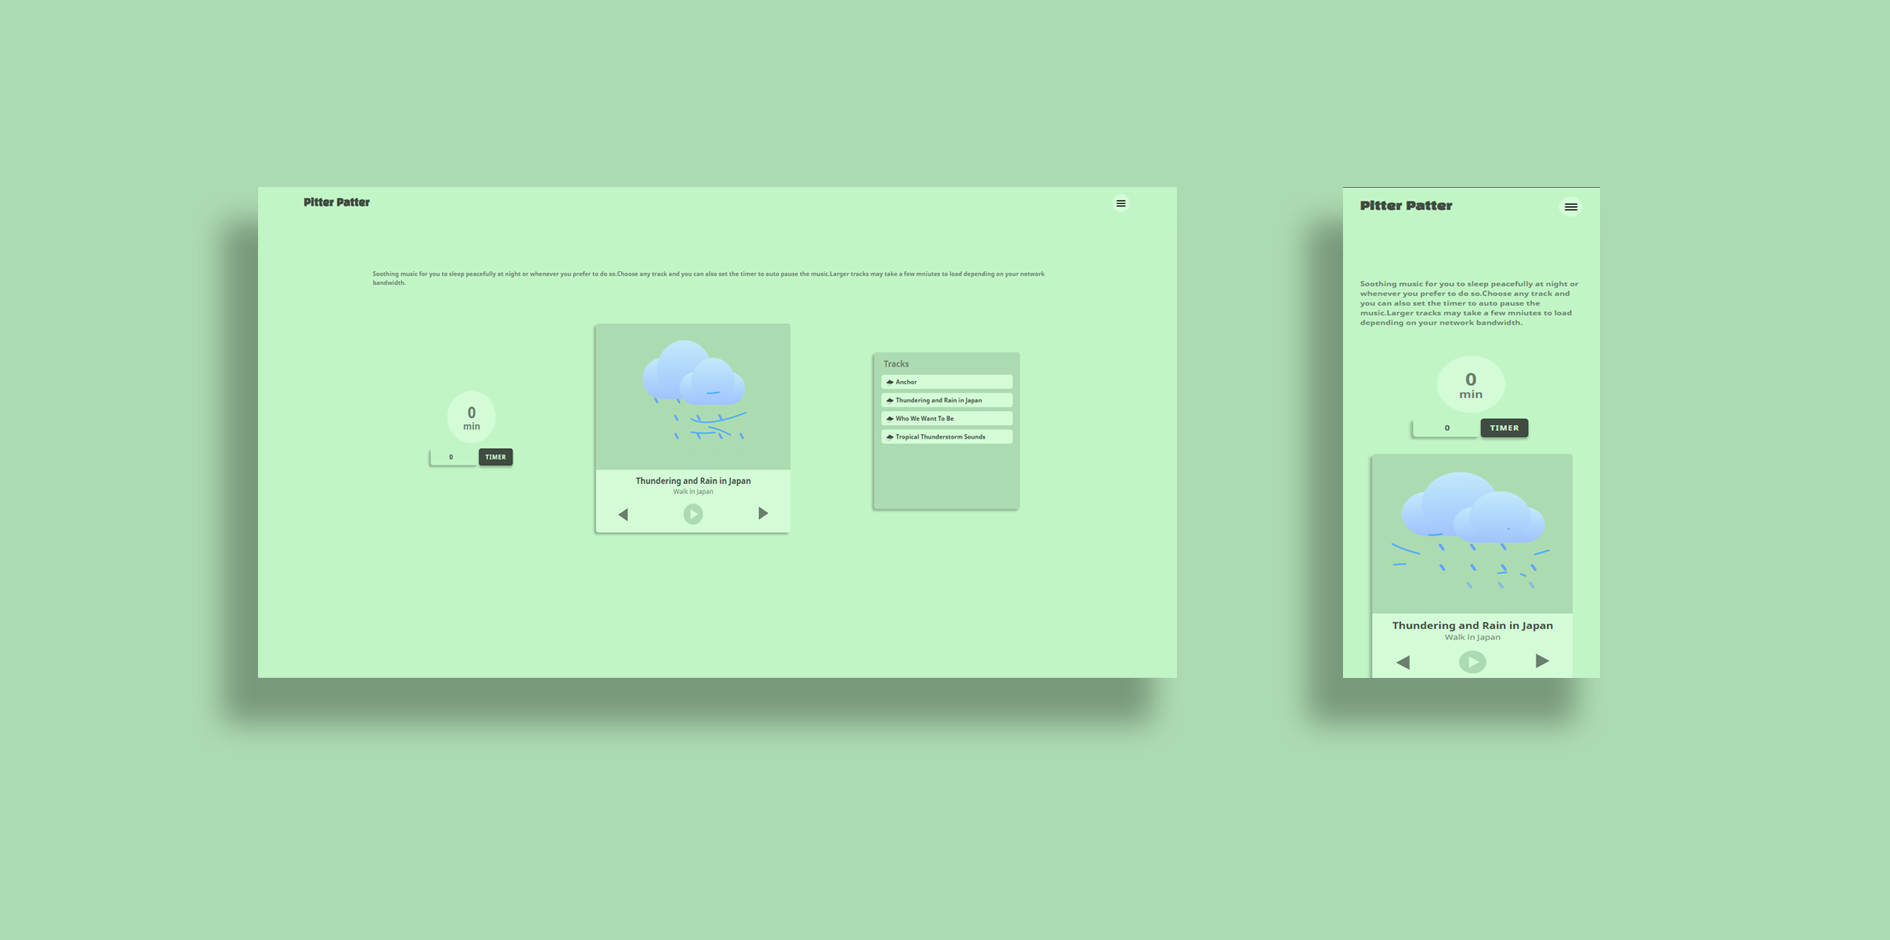 Pitter Patter
Soothing music for you to sleep peacefully at night or whenever you prefer to do so.Choose any track and you can also set the timer to auto pause the music.Larger tracks may take a few mniutes to load depending on your network
bandwidth.
0
min
0
TIMER
Thundering and Rain in Japan
Walk in Japan
Tracks
Anchor
Thundering and Rain in Japan
Who We Want To Be
Tropical Thunderstorm Sounds
Pitter Patter
Soothing music for you to sleep peacefully at night or
whenever you prefer to do so.Choose any track and
you can also set the timer to auto pause the
music.Larger tracks may take a few mniutes to load
depending on your network bandwidth.
0
min
0
TIMER
Thundering and Rain in Japan
Walk in Japan